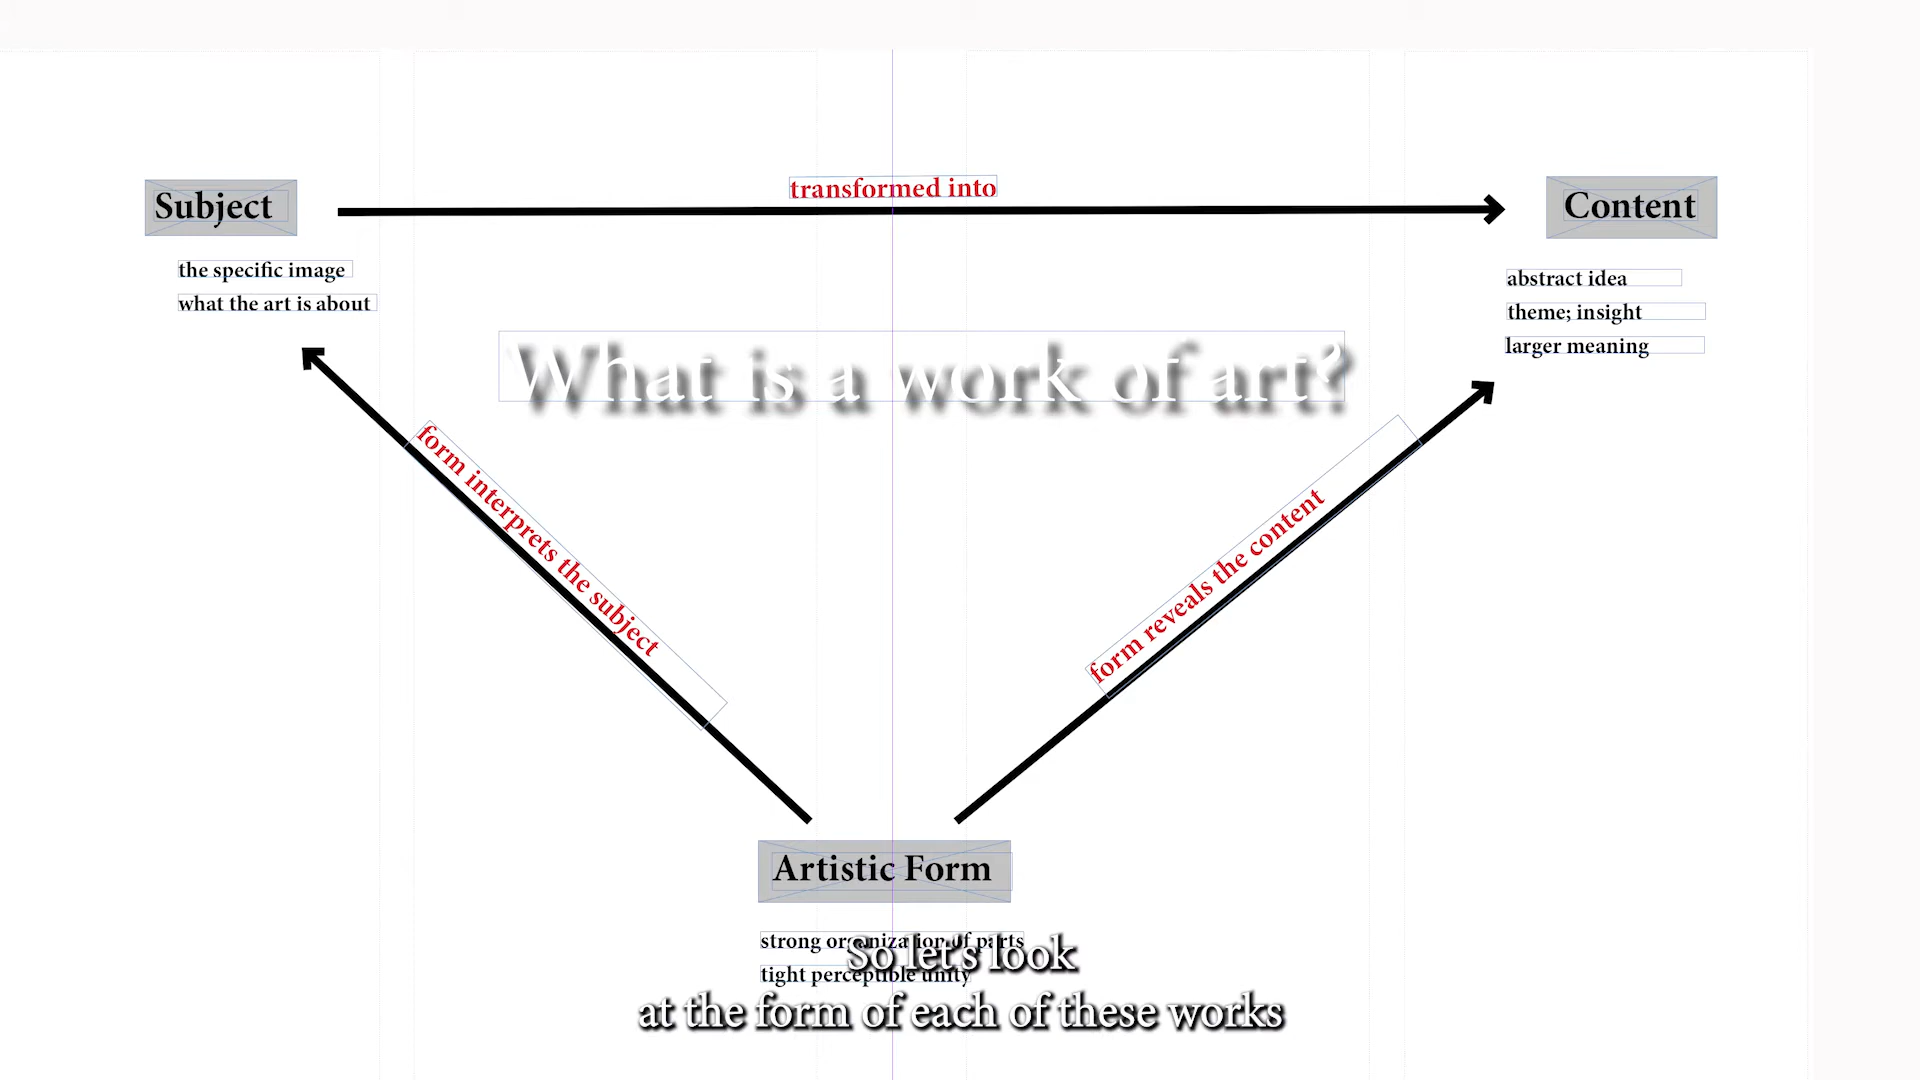 transformed into
Subject
Content
the specific image
what the art is about
abstract idea
theme; insight
larger meaning
What is a work of art?
form interprets the subject
form reveals the content
Artistic Form
strong organization of parts
tight perceptible unity
So let's look
at the form of each of these works